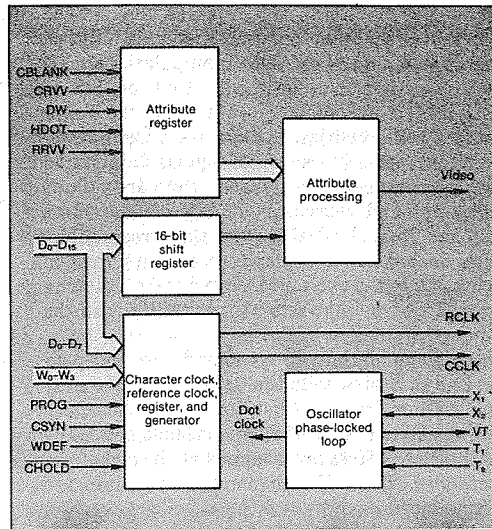 CBLANK
CRVV
DW
HDOT
RRVV
Attribute
register
Attribute
processing
Video
D₀–D₁₅
16-bit
shift
register
D₀–D₇
W₀–W₃
PROG
CSYN
WDEF
CHOLD
Character clock,
reference clock,
register, and
generator
RCLK
CCLK
Dot
clock
Oscillator
phase-locked
loop
X₁
X₂
VT
T₁
T₂